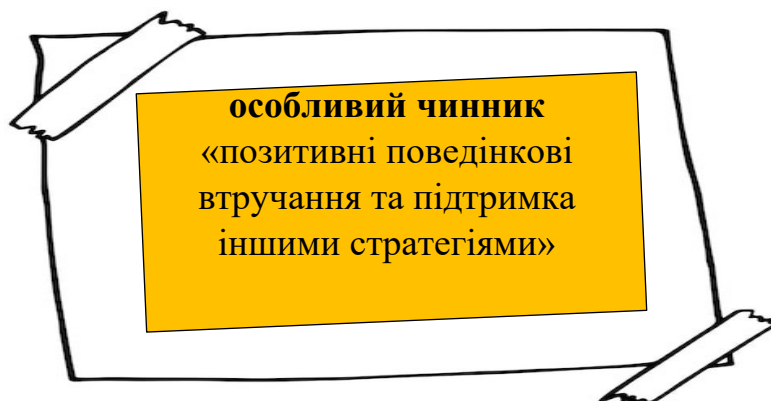 особливий чинник
«позитивні поведінкові
втручання та підтримка
іншими стратегіями»